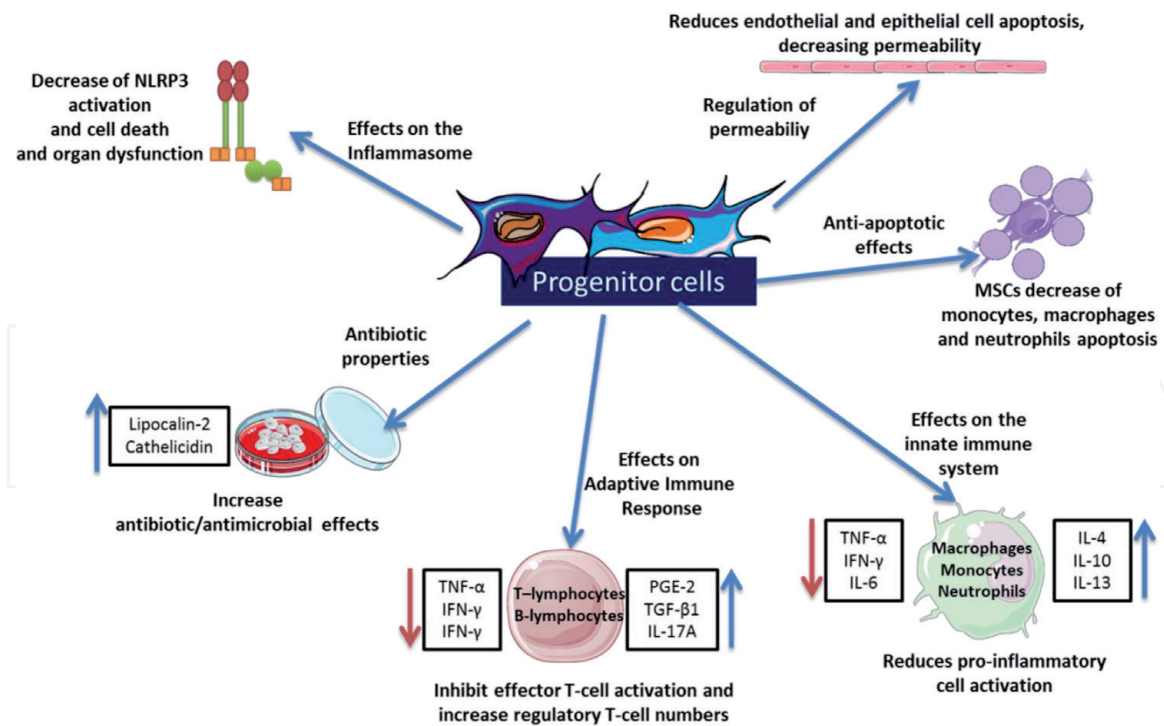 Reduces endothelial and epithelial cell apoptosis,
decreasing permeability
Decrease of NLRP3
activation
and cell death
and organ dysfunction
Effects on the
Inflammasome
Regulation of
permeabiliy
Anti-apoptotic
effects
Progenitor cells
MSCs decrease of
monocytes, macrophages
and neutrophils apoptosis
Antibiotic
properties
Lipocalin-2
Cathelicidin
Increase
antibiotic/antimicrobial effects
Effects on
Adaptive Immune
Response
TNF-α
IFN-γ
IFN-γ
T–lymphocytes
B-lymphocytes
PGE-2
TGF-β1
IL-17A
Inhibit effector T-cell activation and
increase regulatory T-cell numbers
Effects on the
innate immune
system
TNF-α
IFN-γ
IL-6
Macrophages
Monocytes
Neutrophils
IL-4
IL-10
IL-13
Reduces pro-inflammatory
cell activation